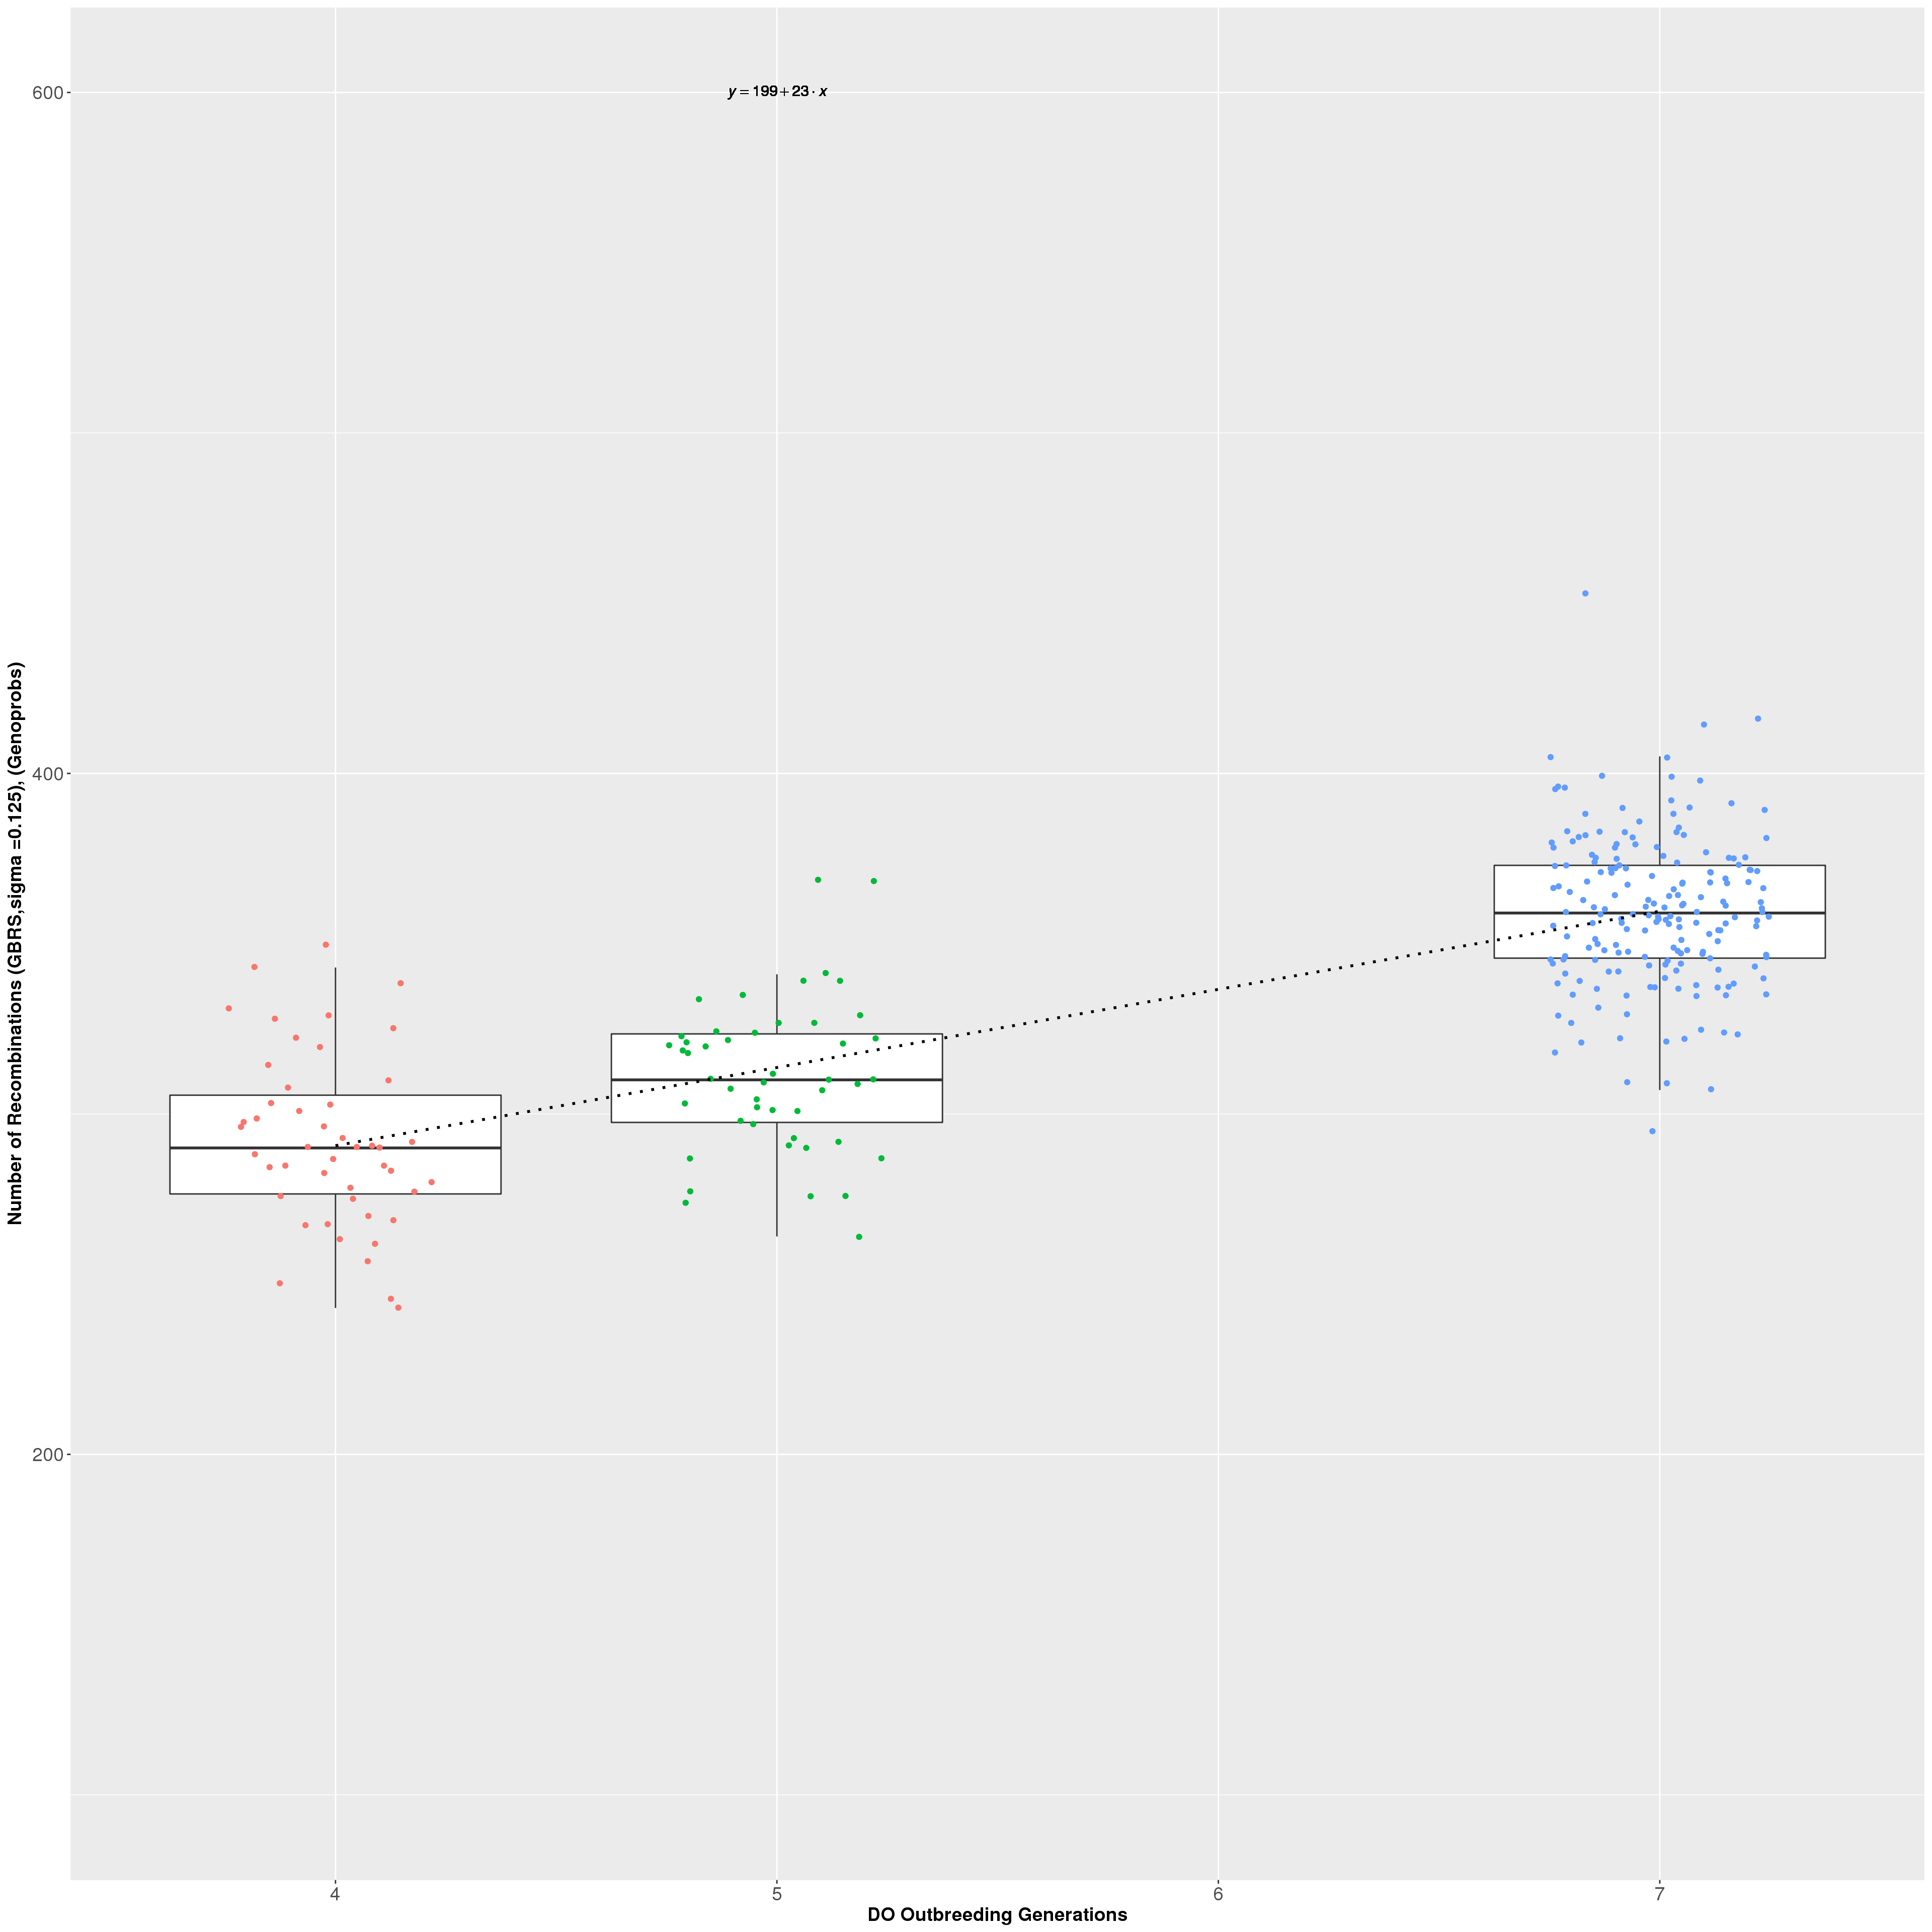 y = 199 + 23 · x
600
400
200
Number of Recombinations (GBRS,sigma =0.125), (Genoprobs)
4 5 6 7
DO Outbreeding Generations